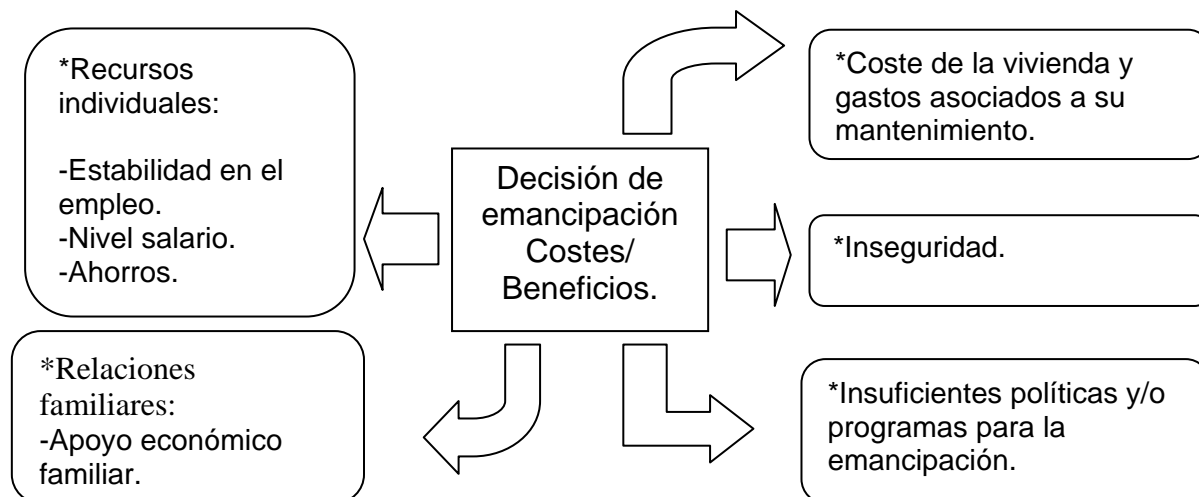 *Recursos
individuales:
-Estabilidad en el
empleo.
-Nivel salario.
-Ahorros.
*Relaciones
familiares:
-Apoyo económico
familiar.
Decisión de
emancipación
Costes/
Beneficios.
*Coste de la vivienda y
gastos asociados a su
mantenimiento.
*Inseguridad.
*Insuficientes políticas y/o
programas para la
emancipación.